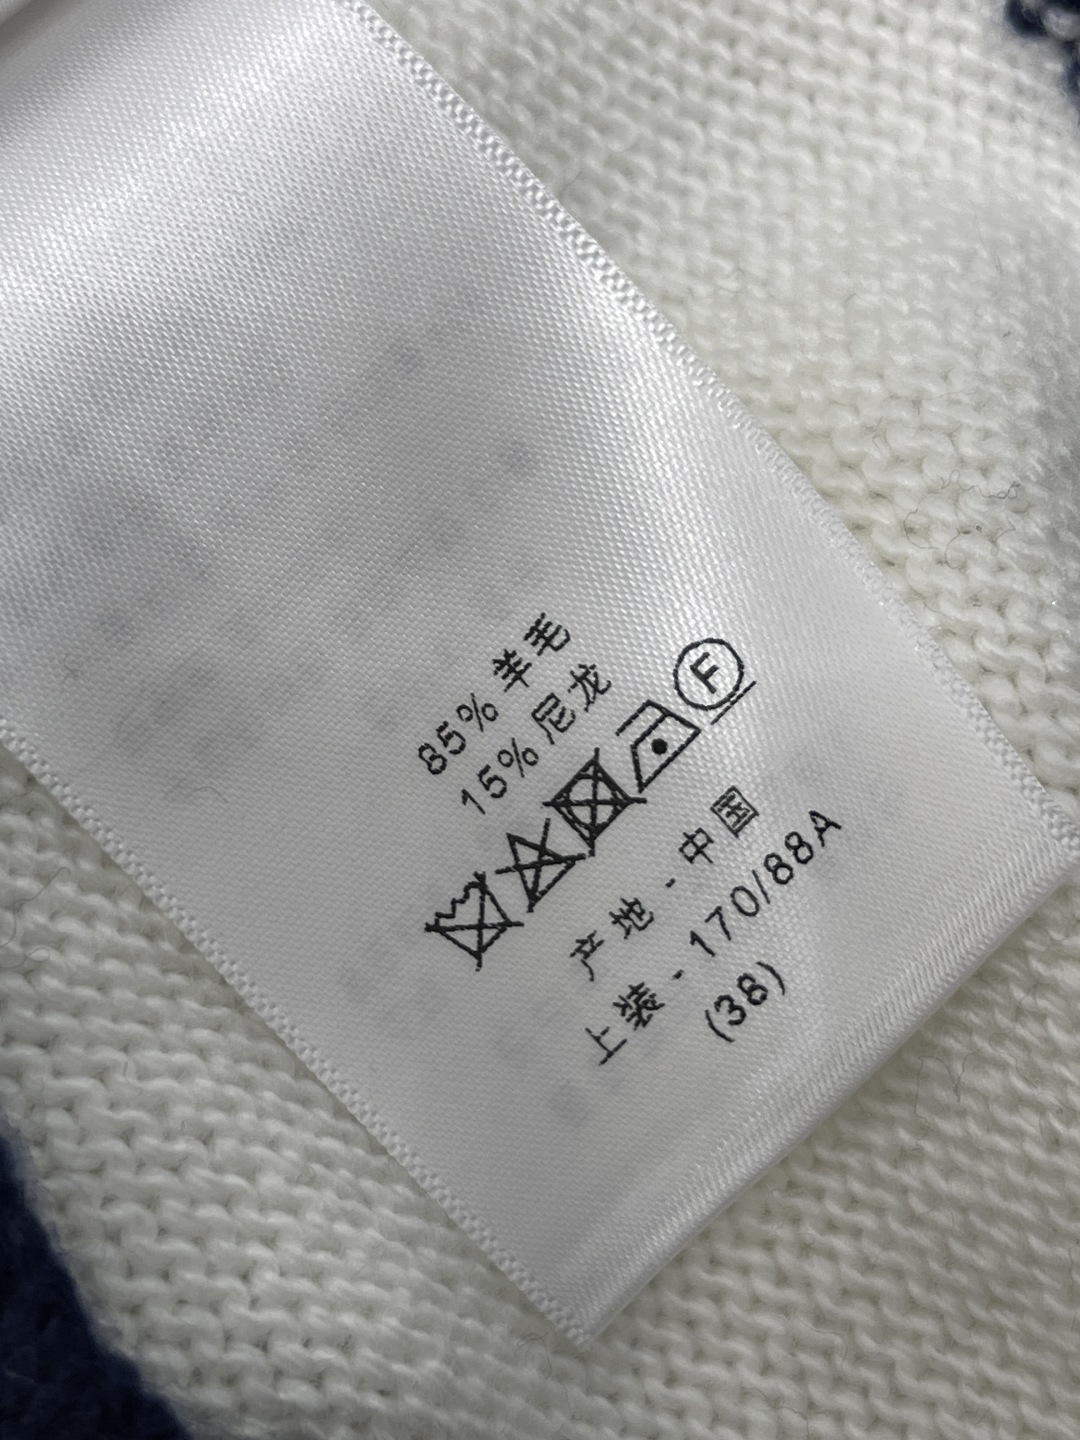 85% 羊毛
15% 尼龙
F
产地 - 中国
上装 - 170/88A
(38)